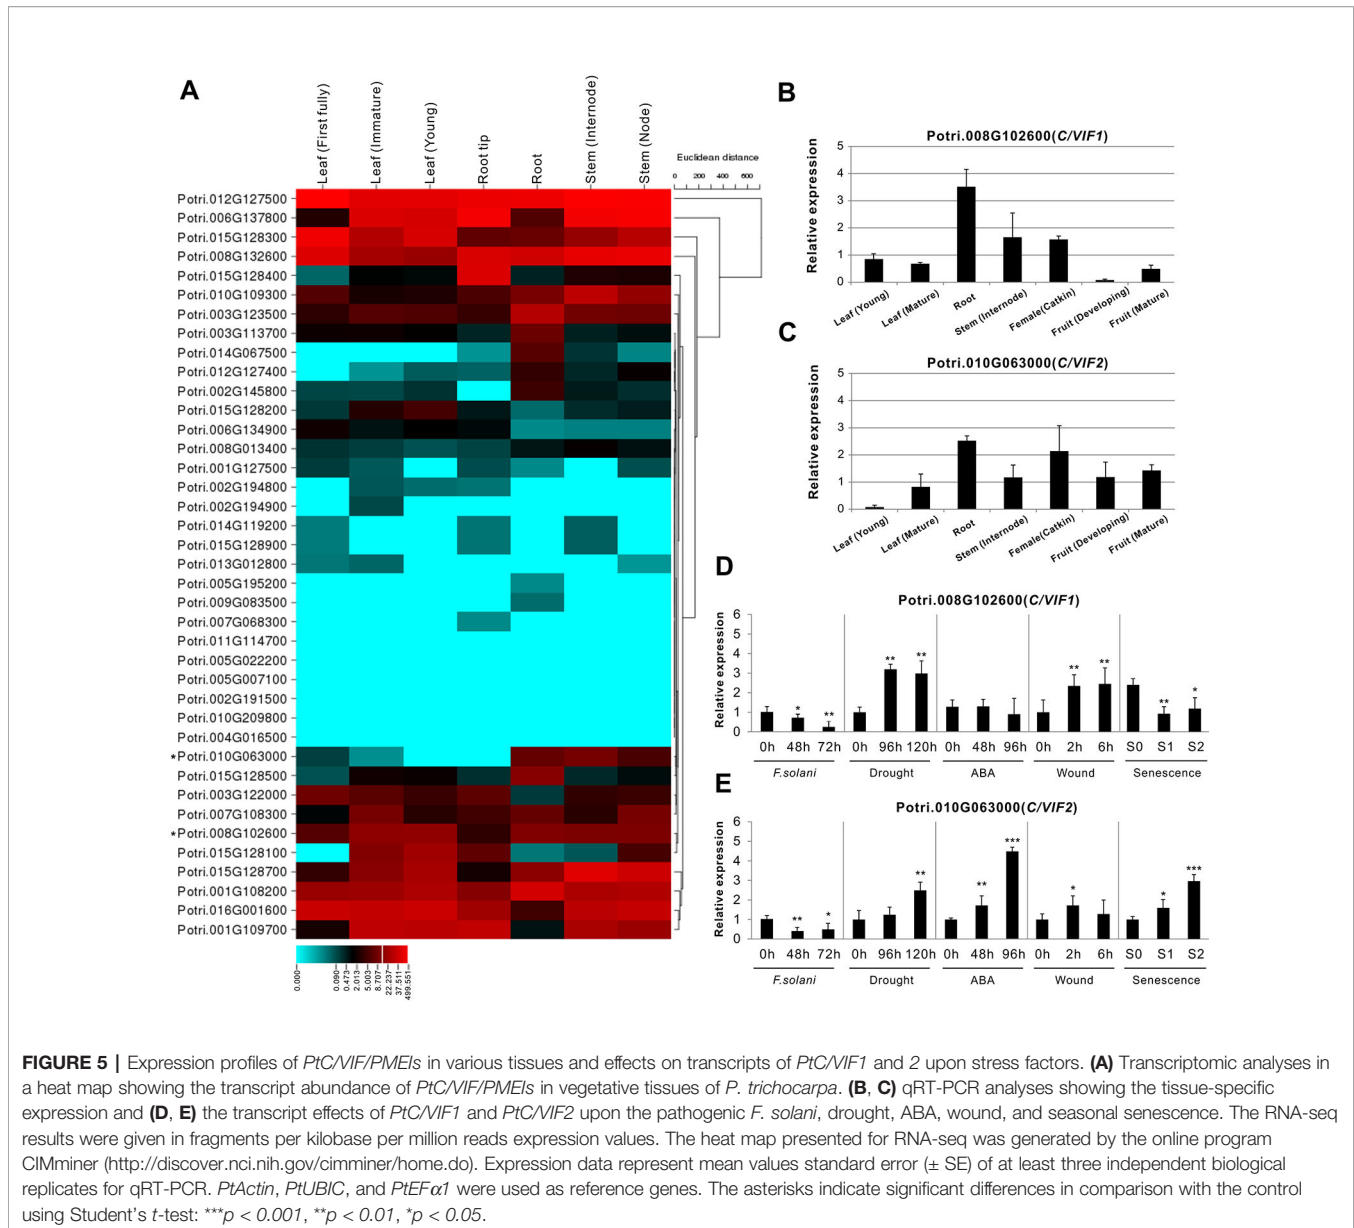 A
Leaf (First fully)
Leaf (Immature)
Leaf (Young)
Root tip
Root
Stem (Internode)
Stem (Node)
Euclidean distance
0 200 400 600
Potri.012G127500
Potri.006G137800
Potri.015G128300
Potri.008G132600
Potri.015G128400
Potri.010G109300
Potri.003G123500
Potri.003G113700
Potri.014G067500
Potri.012G127400
Potri.002G145800
Potri.015G128200
Potri.006G134900
Potri.008G013400
Potri.001G127500
Potri.002G194800
Potri.002G194900
Potri.014G119200
Potri.015G128900
Potri.013G012800
Potri.005G195200
Potri.009G083500
Potri.007G068300
Potri.011G114700
Potri.005G022200
Potri.005G007100
Potri.002G191500
Potri.010G209800
Potri.004G016500
*Potri.010G063000
Potri.015G128500
Potri.003G122000
Potri.007G108300
*Potri.008G102600
Potri.015G128100
Potri.015G128700
Potri.001G108200
Potri.016G001600
Potri.001G109700
0.000
0.090
0.473
2.013
5.003
8.707
22.237
37.511
499.551
B
Potri.008G102600(C/VIF1)
Relative expression
5
4
3
2
1
0
Leaf (Young)
Leaf (Mature)
Root
Stem (Internode)
Female(Catkin)
Fruit (Developing)
Fruit (Mature)
C
Potri.010G063000(C/VIF2)
Relative expression
5
4
3
2
1
0
Leaf (Young)
Leaf (Mature)
Root
Stem (Internode)
Female(Catkin)
Fruit (Developing)
Fruit (Mature)
D
Potri.008G102600(C/VIF1)
Relative expression
6
5
4
3
2
1
0
* ** ** ** ** ** ** *
0h 48h 72h 0h 96h 120h 0h 48h 96h 0h 2h 6h S0 S1 S2
F.solani Drought ABA Wound Senescence
E
Potri.010G063000(C/VIF2)
Relative expression
6
5
4
3
2
1
0
** * ** ** *** * * ***
0h 48h 72h 0h 96h 120h 0h 48h 96h 0h 2h 6h S0 S1 S2
F.solani Drought ABA Wound Senescence
FIGURE 5 | Expression profiles of PtC/VIF/PMEIs in various tissues and effects on transcripts of PtC/VIF1 and 2 upon stress factors. (A) Transcriptomic analyses in
a heat map showing the transcript abundance of PtC/VIF/PMEIs in vegetative tissues of P. trichocarpa. (B, C) qRT-PCR analyses showing the tissue-specific
expression and (D, E) the transcript effects of PtC/VIF1 and PtC/VIF2 upon the pathogenic F. solani, drought, ABA, wound, and seasonal senescence. The RNA-seq
results were given in fragments per kilobase per million reads expression values. The heat map presented for RNA-seq was generated by the online program
CIMminer (http://discover.nci.nih.gov/cimminer/home.do). Expression data represent mean values standard error (± SE) of at least three independent biological
replicates for qRT-PCR. PtActin, PtUBIC, and PtEFα1 were used as reference genes. The asterisks indicate significant differences in comparison with the control
using Student's t-test: ***p < 0.001, **p < 0.01, *p < 0.05.